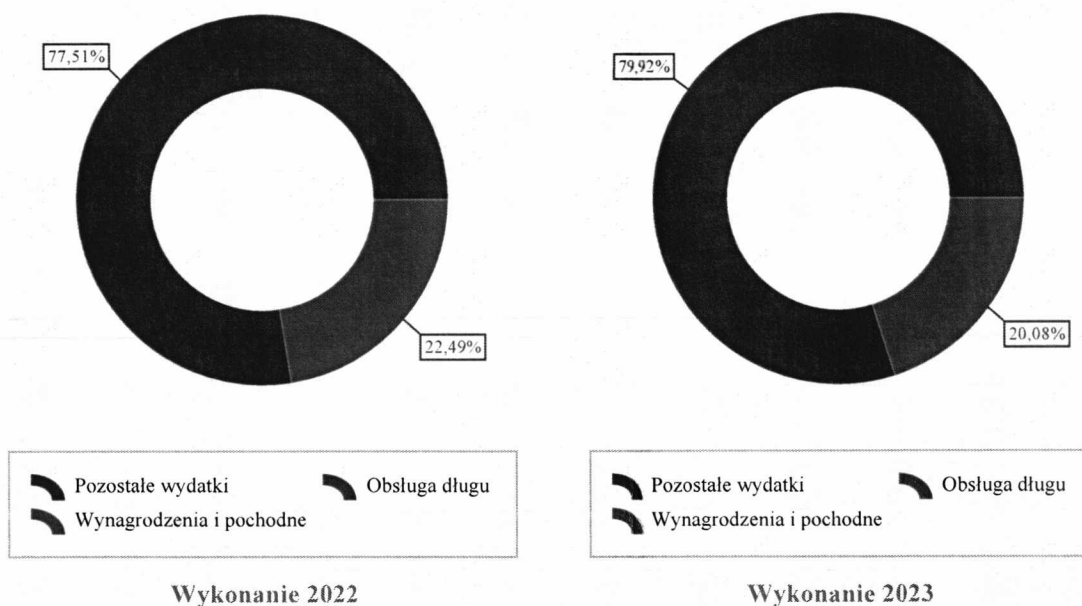 77,51%
22,49%
Pozostałe wydatki
Obsługa długu
Wynagrodzenia i pochodne
Wykonanie 2022
79,92%
20,08%
Pozostałe wydatki
Obsługa długu
Wynagrodzenia i pochodne
Wykonanie 2023